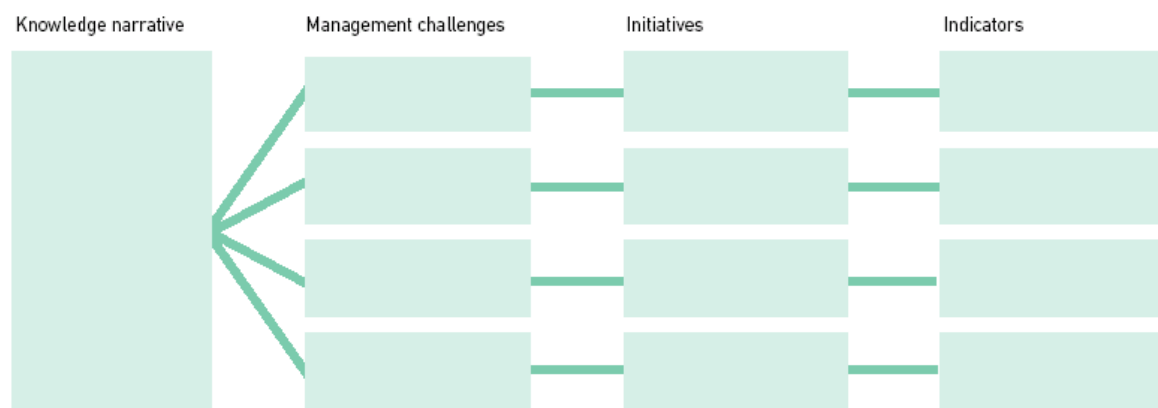 Knowledge narrative
Management challenges
Initiatives
Indicators